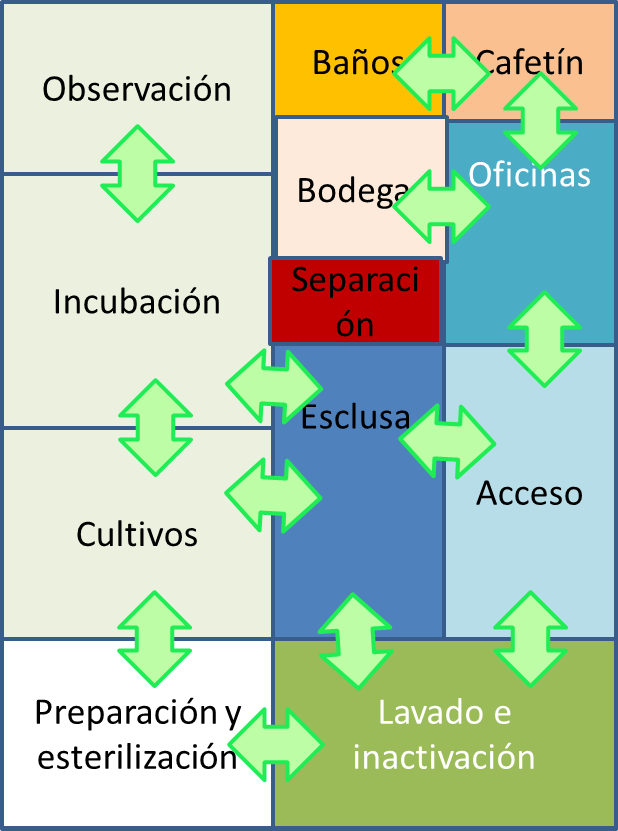 Observación
Baños
Cafetín
Bodega
Oficinas
Incubación
Separaci
ón
Esclusa
Acceso
Cultivos
Preparación y
esterilización
Lavado e
inactivación